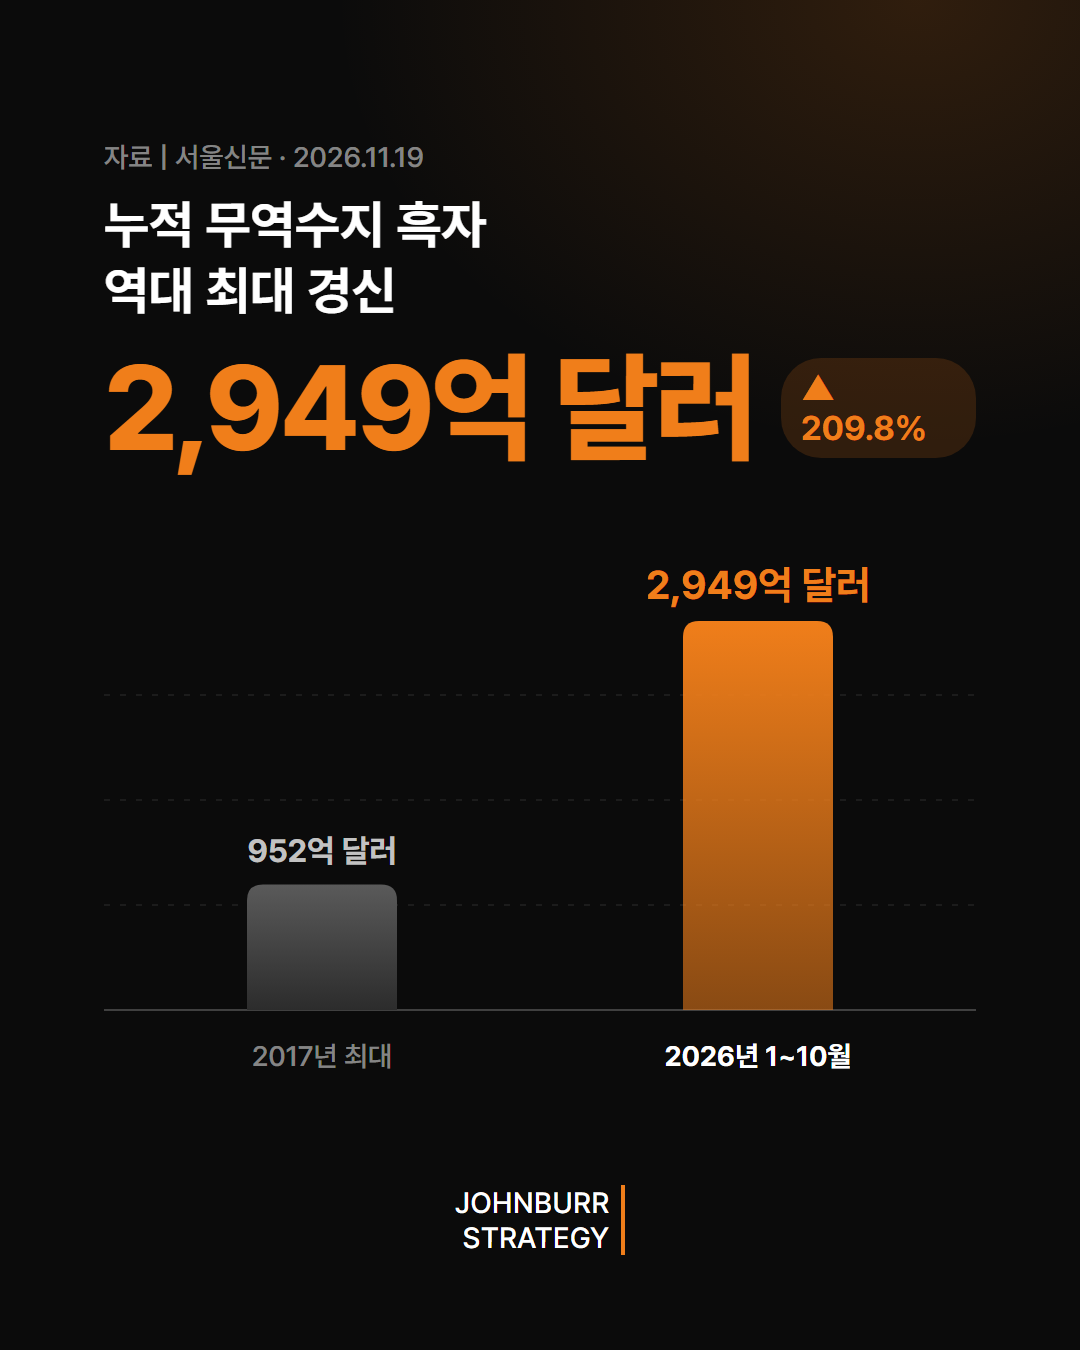 자료 | 서울신문 · 2026.11.19
누적 무역수지 흑자
역대 최대 경신
2,949억 달러
▲
209.8%
2,949억 달러
952억 달러
2017년 최대
2026년 1~10월
JOHNBURR
STRATEGY